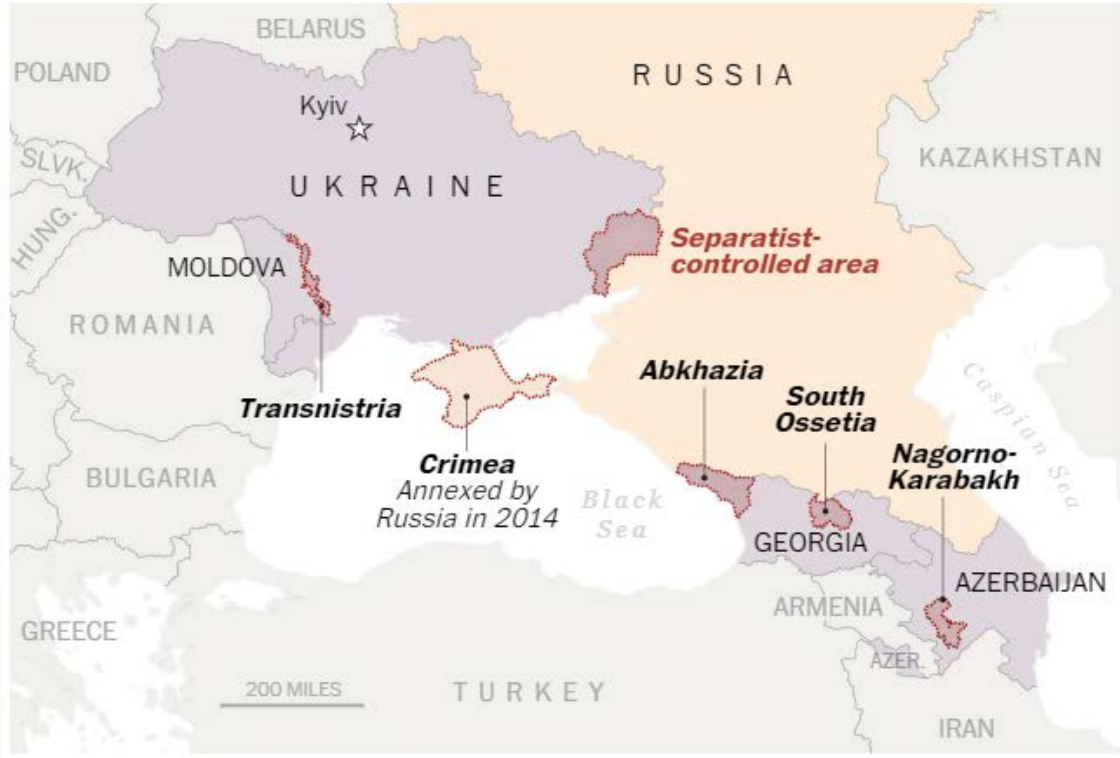 BELARUS
POLAND
RUSSIA
Kyiv
KAZAKHSTAN
SLVK.
UKRAINE
HUNG.
Separatist-
controlled area
MOLDOVA
ROMANIA
Abkhazia
South
Ossetia
Caspian Sea
Transnistria
Nagorno-
Karabakh
Crimea
Annexed by
Russia in 2014
BULGARIA
Black
Sea
GEORGIA
AZERBAIJAN
ARMENIA
GREECE
AZER.
200 MILES
TURKEY
IRAN